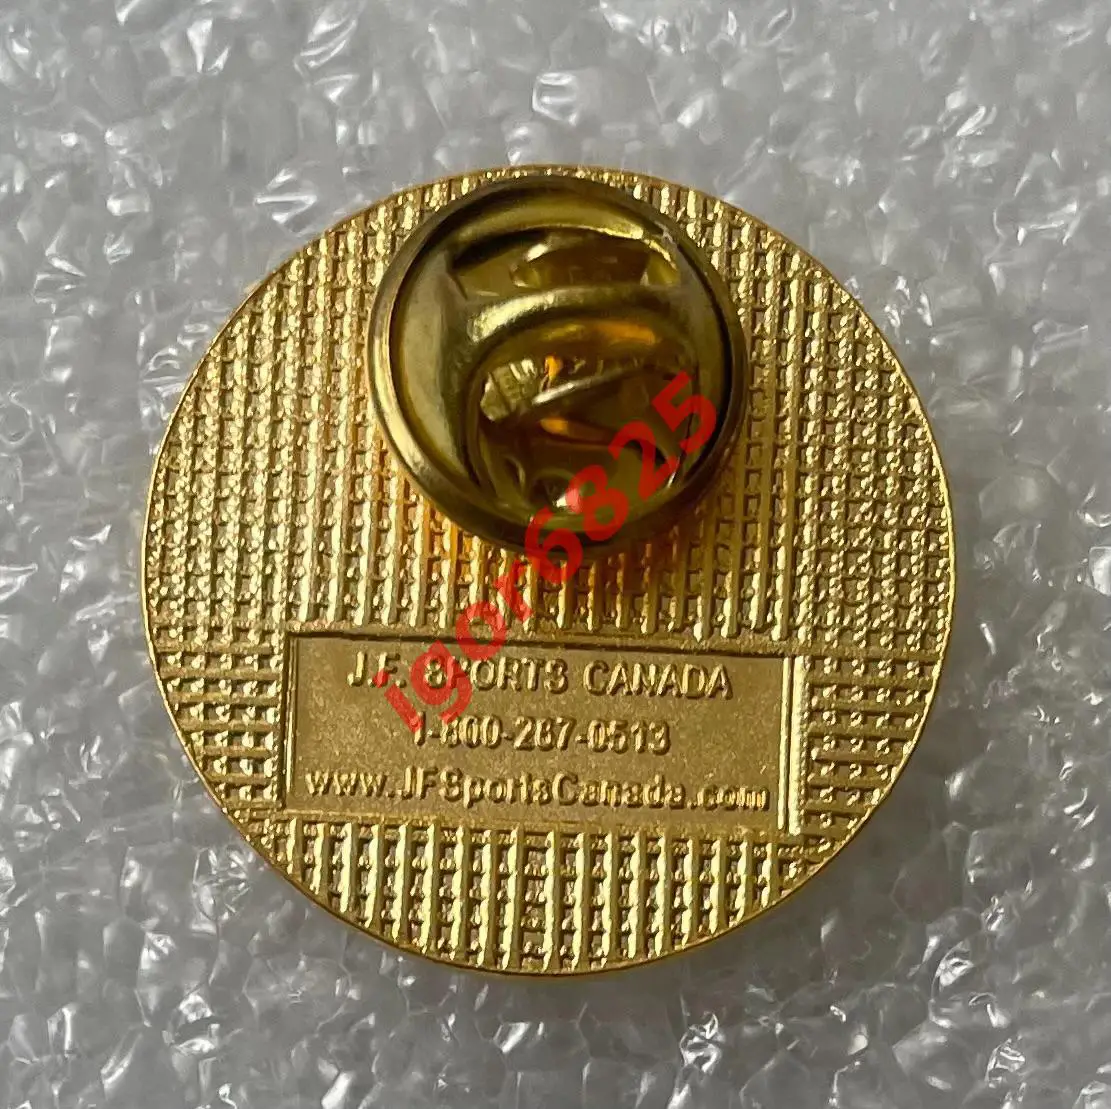 J.F. SPORTS CANADA
1-800-267-0513
www.JFSportsCanada.com
igor6825